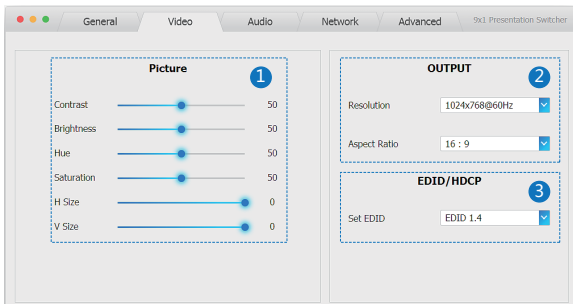 General Video Audio Network Advanced 9x1 Presentation Switcher
Picture 1
Contrast 50
Brightness 50
Hue 50
Saturation 50
H Size 0
V Size 0
OUTPUT 2
Resolution 1024x768@60Hz
Aspect Ratio 16 : 9
EDID/HDCP 3
Set EDID EDID 1.4